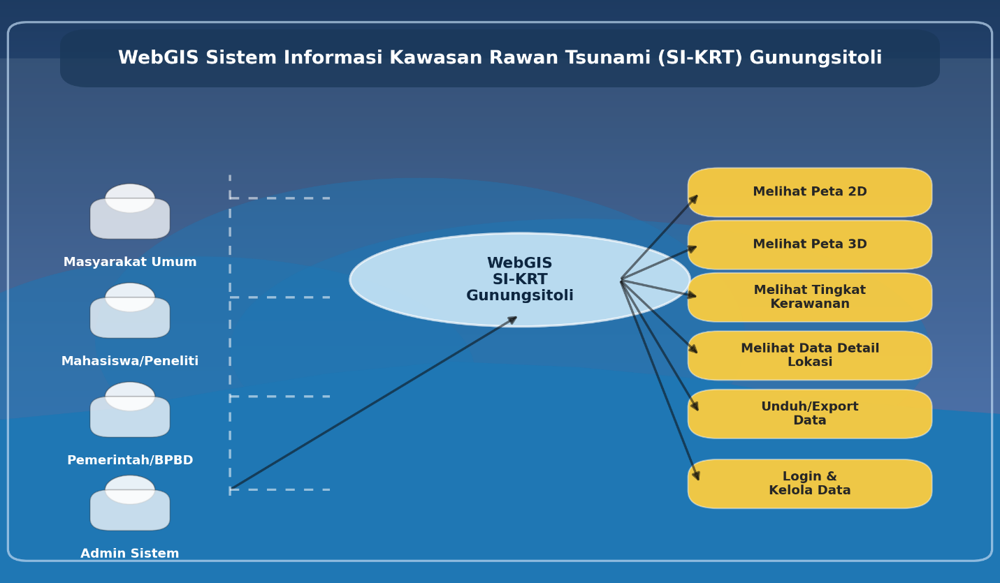 WebGIS Sistem Informasi Kawasan Rawan Tsunami (SI-KRT) Gunungsitoli
Masyarakat Umum
Mahasiswa/Peneliti
Pemerintah/BPBD
Admin Sistem
WebGIS
SI-KRT
Gunungsitoli
Melihat Peta 2D
Melihat Peta 3D
Melihat Tingkat
Kerawanan
Melihat Data Detail
Lokasi
Unduh/Export
Data
Login &
Kelola Data